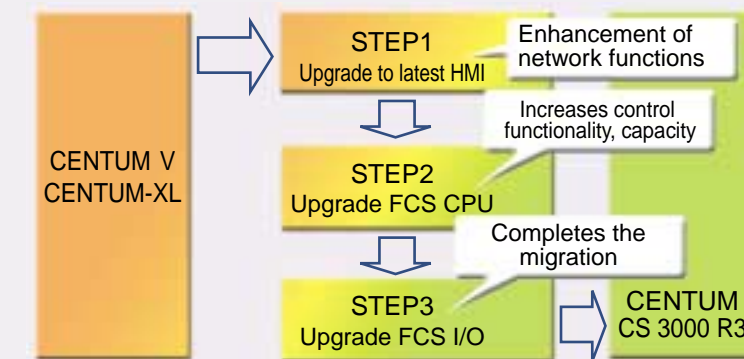 CENTUM V
CENTUM-XL
STEP1
Upgrade to latest HMI
Enhancement of
network functions
STEP2
Upgrade FCS CPU
Increases control
functionality, capacity
STEP3
Upgrade FCS I/O
Completes the
migration
CENTUM
CS 3000 R3